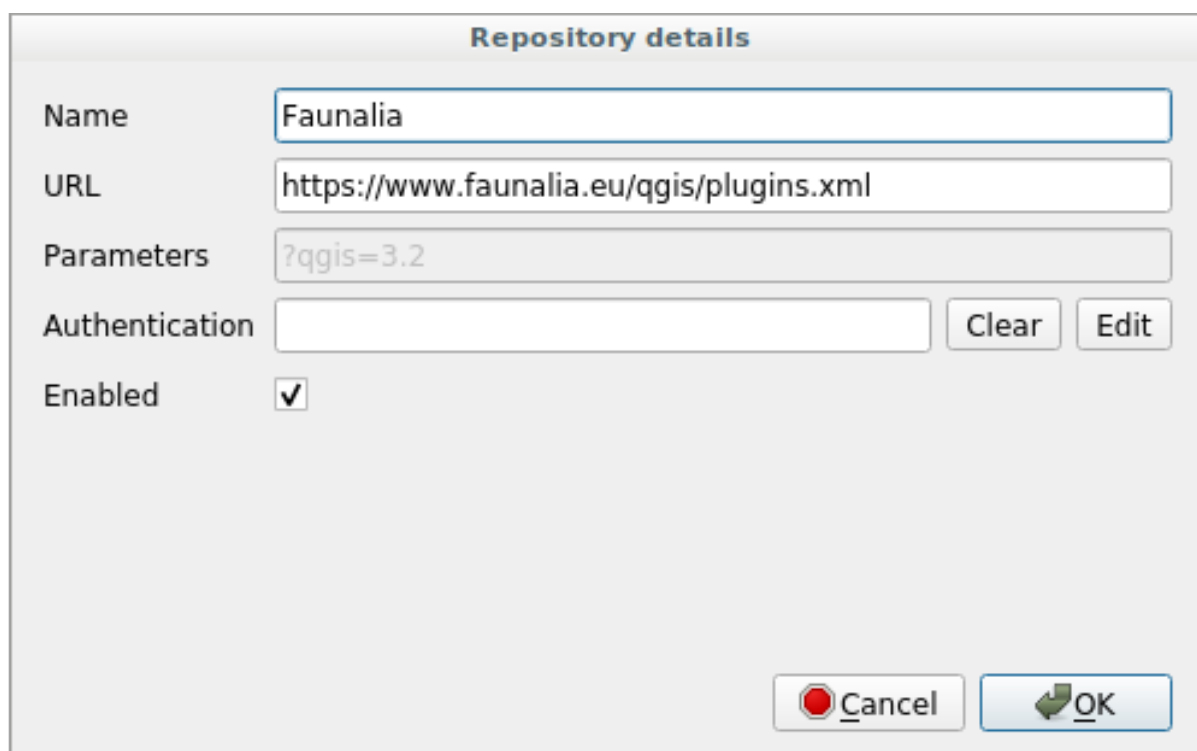 Repository details
Name Faunalia
URL https://www.faunalia.eu/qgis/plugins.xml
Parameters ?qgis=3.2
Authentication Clear Edit
Enabled
Cancel OK